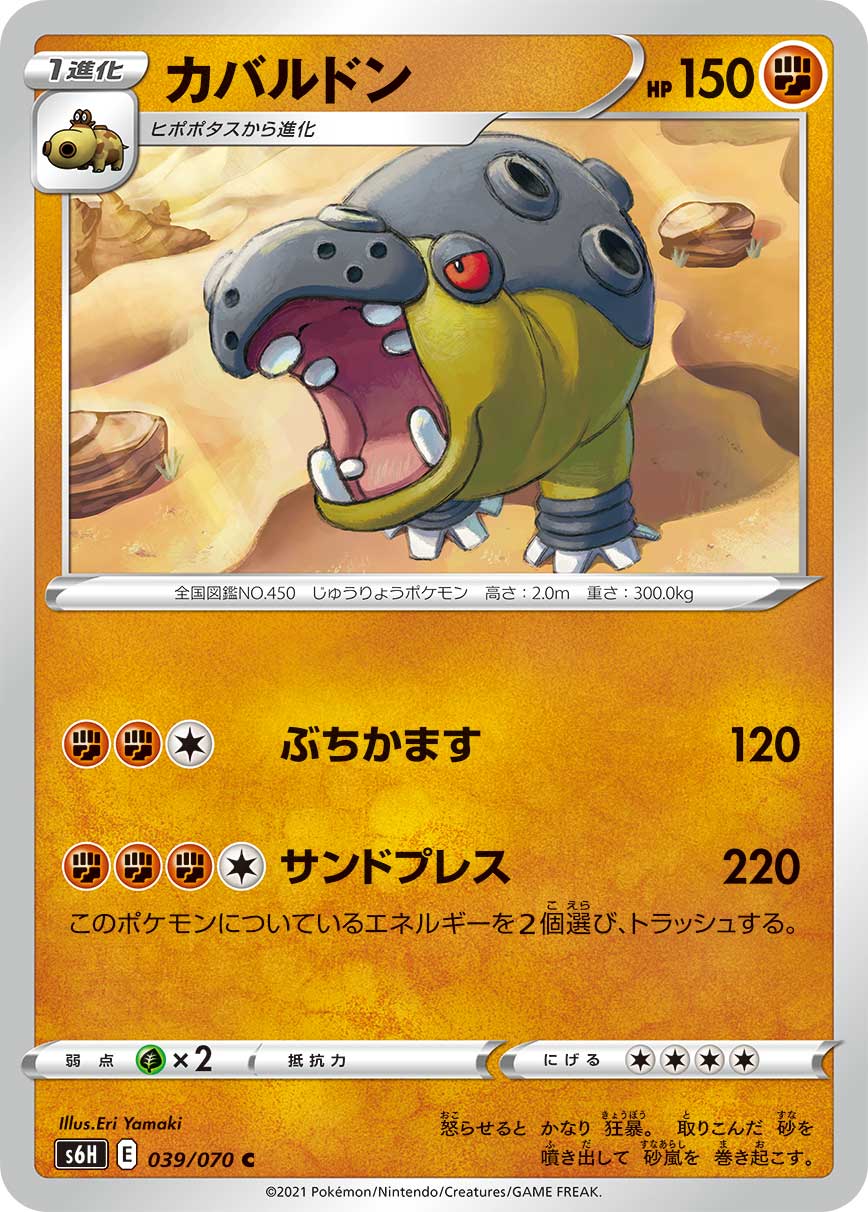 1進化
カバルドン
HP 150
ヒポポタスから進化
全国図鑑NO.450 じゅうりょうポケモン 高さ:2.0m 重さ:300.0kg
ぶちかます 120
サンドプレス 220
このポケモンについているエネルギーを2個選び、トラッシュする。
弱点 ×2 抵抗力 にげる
Illus.Eri Yamaki
怒らせると かなり 狂暴。 取りこんだ 砂を
噴き出して 砂嵐を 巻き起こす。
s6H E 039/070 C
©2021 Pokémon/Nintendo/Creatures/GAME FREAK.